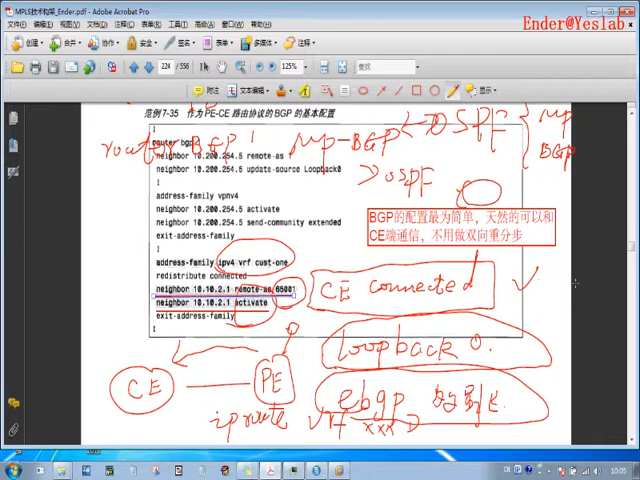 MPLS技术构架_Ender.pdf - Adobe Acrobat Pro
Ender@Yeslab
文件(F) 编辑(E) 视图(V) 文档(D) 注释(C) 表单(R) 工具(T) 高级(A) 窗口(W) 帮助(H)
创建 合并 协作 安全 签名 表单 多媒体 注释
224 / 356 125% 查找
附注 文本编辑 显示
范例 7-35 作为 PE-CE 路由协议的 BGP 的基本配置
!
router bgp 1
router BGP 1 MP-BGP <-> OSPF MP BGP
neighbor 10.200.254.5 remote-as
neighbor 10.200.254.5 update-source Loopback0
> OSPF
!
address-family vpnv4
neighbor 10.200.254.5 activate
neighbor 10.200.254.5 send-community extended
exit-address-family
BGP的配置最为简单，天然的可以和
CE端通信，不用做双向重分步
!
address-family ipv4 vrf cust-one
redistribute connected
neighbor 10.10.2.1 remote-as 65001
neighbor 10.10.2.1 activate
exit-address-family
!
CE connected
Loopback 0.
CE PE
ebgp
ip route vrf xxx
10:05